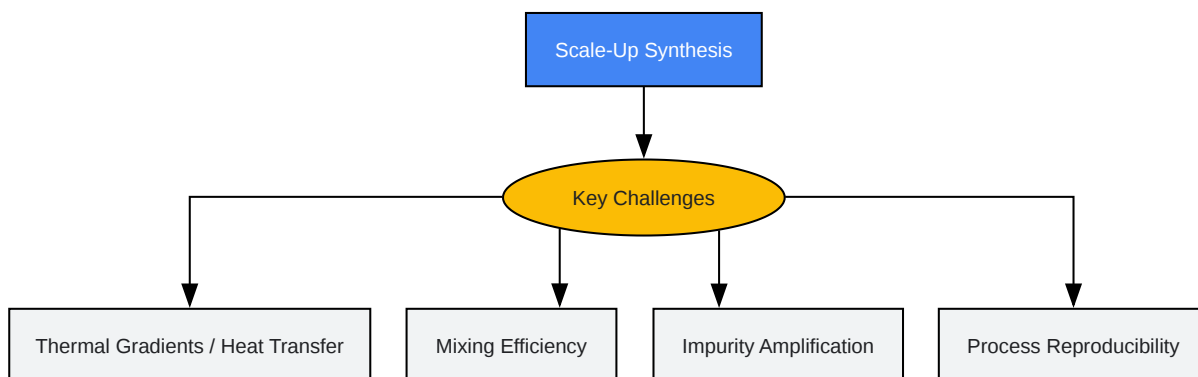 Scale-Up Synthesis
Key Challenges
Thermal Gradients / Heat Transfer
Mixing Efficiency
Impurity Amplification
Process Reproducibility